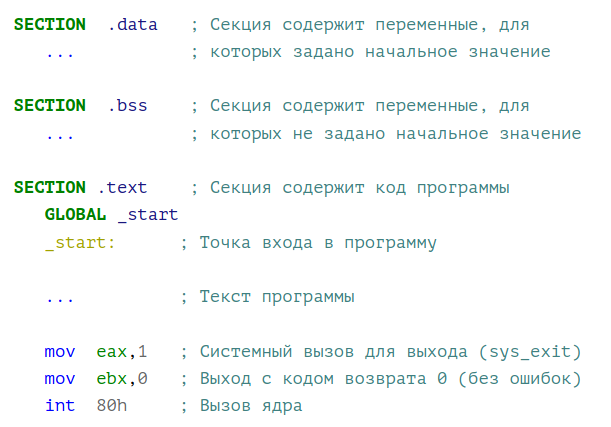 SECTION  .data   ; Секция содержит переменные, для
   ...           ; которых задано начальное значение
SECTION  .bss    ; Секция содержит переменные, для
   ...           ; которых не задано начальное значение
SECTION .text    ; Секция содержит код программы
   GLOBAL _start
   _start:      ; Точка входа в программу
   ...          ; Текст программы
   mov  eax,1   ; Системный вызов для выхода (sys_exit)
   mov  ebx,0   ; Выход с кодом возврата 0 (без ошибок)
   int  80h     ; Вызов ядра